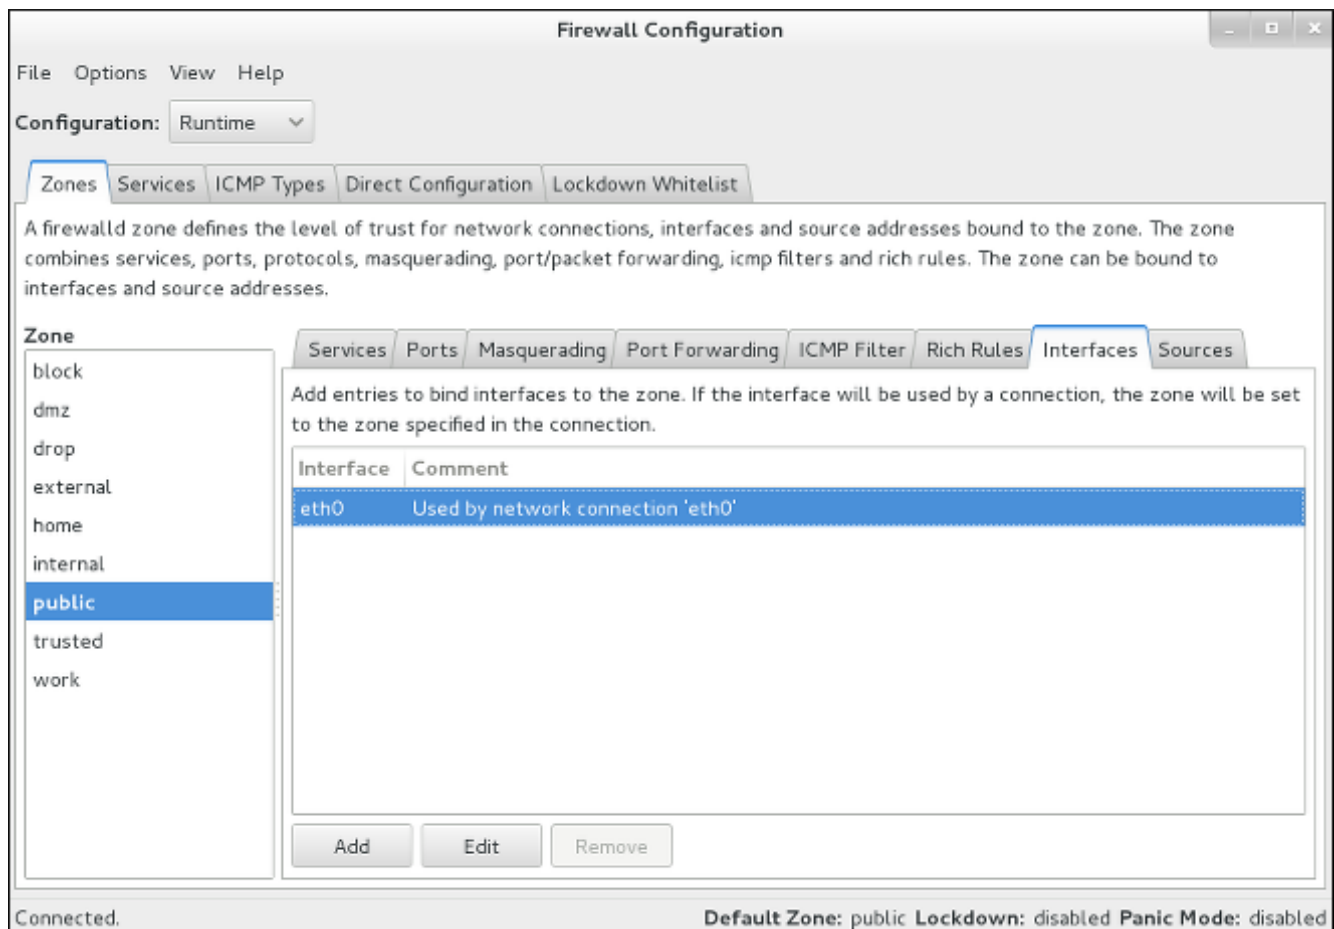 Firewall Configuration
File Options View Help
Configuration: Runtime
Zones Services ICMP Types Direct Configuration Lockdown Whitelist
A firewalld zone defines the level of trust for network connections, interfaces and source addresses bound to the zone. The zone
combines services, ports, protocols, masquerading, port/packet forwarding, icmp filters and rich rules. The zone can be bound to
interfaces and source addresses.
Zone
block
dmz
drop
external
home
internal
public
trusted
work
Services Ports Masquerading Port Forwarding ICMP Filter Rich Rules Interfaces Sources
Add entries to bind interfaces to the zone. If the interface will be used by a connection, the zone will be set
to the zone specified in the connection.
Interface Comment
eth0 Used by network connection 'eth0'
Add Edit Remove
Connected. Default Zone: public Lockdown: disabled Panic Mode: disabled